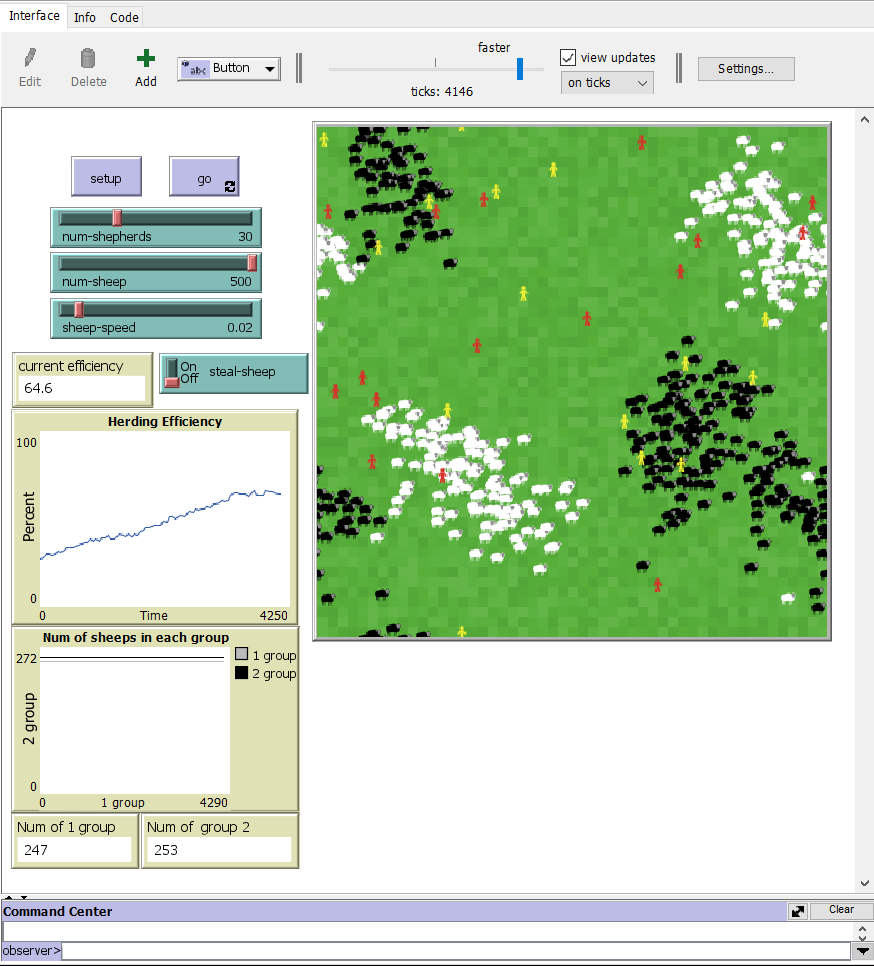 Interface Info Code
faster
Edit Delete Add abc Button view updates
on ticks Settings...
ticks: 4146
setup go
num-shepherds 30
num-sheep 500
sheep-speed 0.02
current efficiency
64.6
On
Off steal-sheep
Herding Efficiency
100
Percent
0
0 Time 4250
Num of sheeps in each group
272
2 group
0
0 1 group 4290
1 group
2 group
Num of 1 group
247
Num of group 2
253
Command Center Clear
observer>